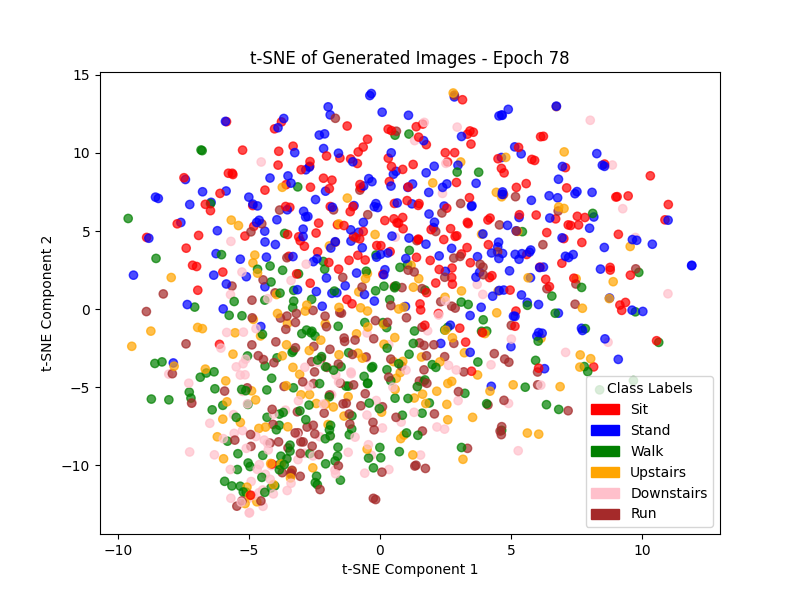 t-SNE of Generated Images - Epoch 78
t-SNE Component 2
15
10
5
0
−5
−10
−10
−5
0
5
10
t-SNE Component 1
Class Labels
Sit
Stand
Walk
Upstairs
Downstairs
Run